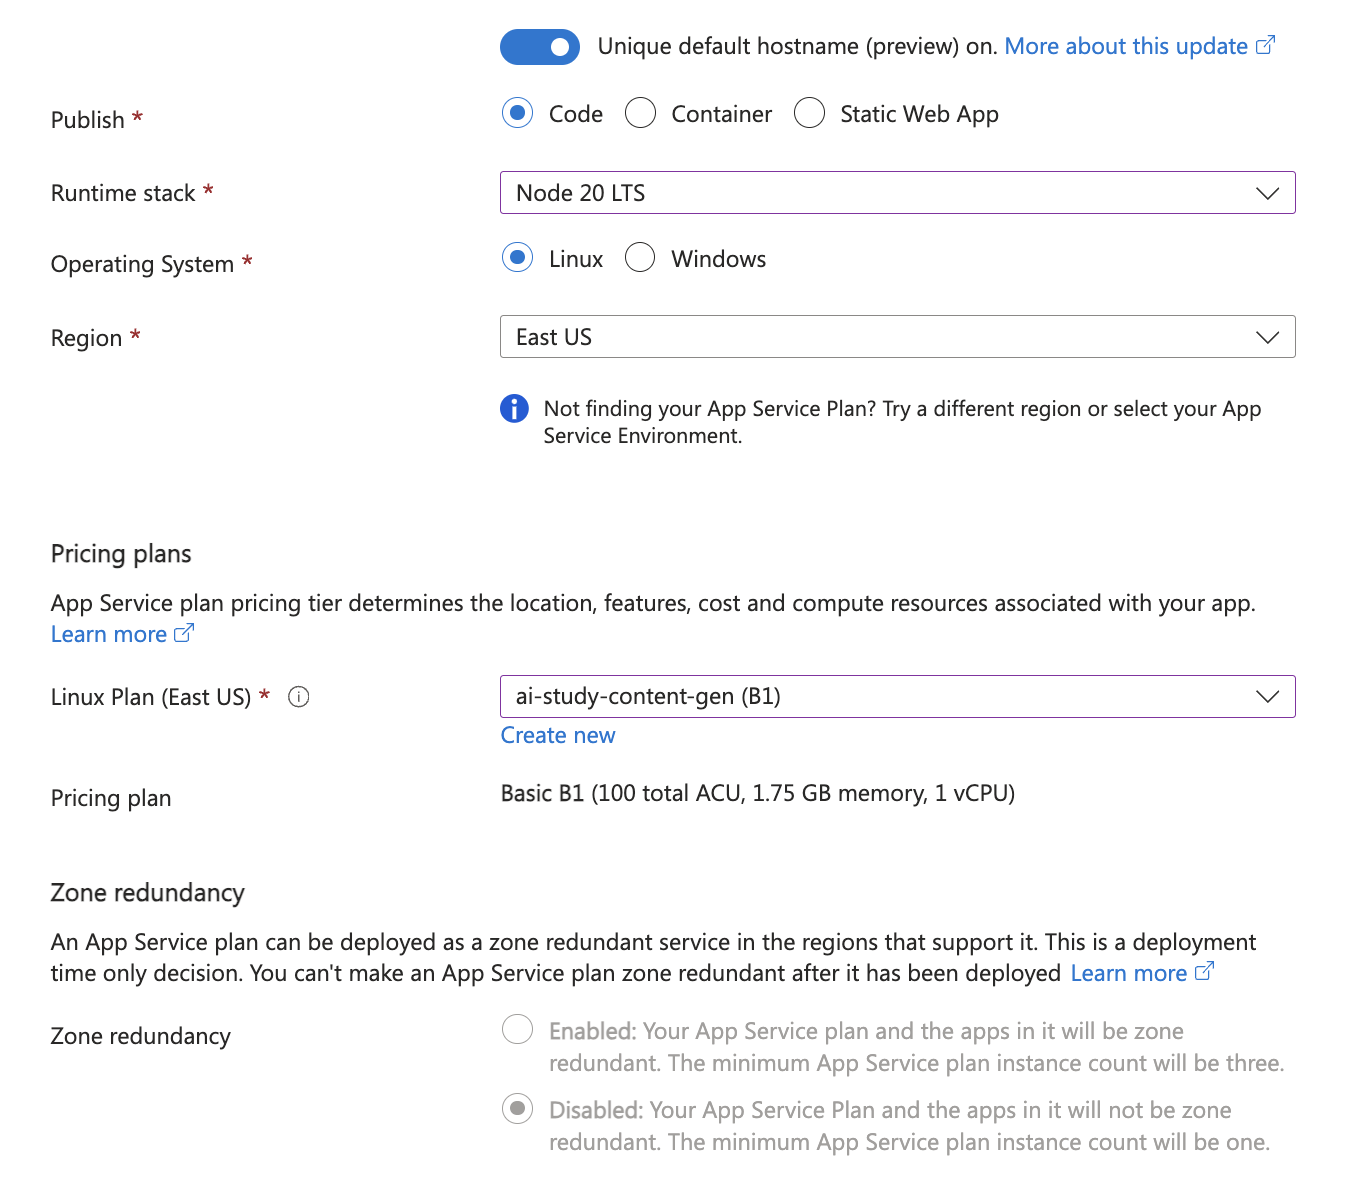 Unique default hostname (preview) on. More about this update
Publish *
Code Container Static Web App
Runtime stack *
Node 20 LTS
Operating System *
Linux Windows
Region *
East US
Not finding your App Service Plan? Try a different region or select your App
Service Environment.
Pricing plans
App Service plan pricing tier determines the location, features, cost and compute resources associated with your app.
Learn more
Linux Plan (East US) *
ai-study-content-gen (B1)
Create new
Pricing plan
Basic B1 (100 total ACU, 1.75 GB memory, 1 vCPU)
Zone redundancy
An App Service plan can be deployed as a zone redundant service in the regions that support it. This is a deployment
time only decision. You can't make an App Service plan zone redundant after it has been deployed Learn more
Zone redundancy
Enabled: Your App Service plan and the apps in it will be zone
redundant. The minimum App Service plan instance count will be three.
Disabled: Your App Service Plan and the apps in it will not be zone
redundant. The minimum App Service plan instance count will be one.